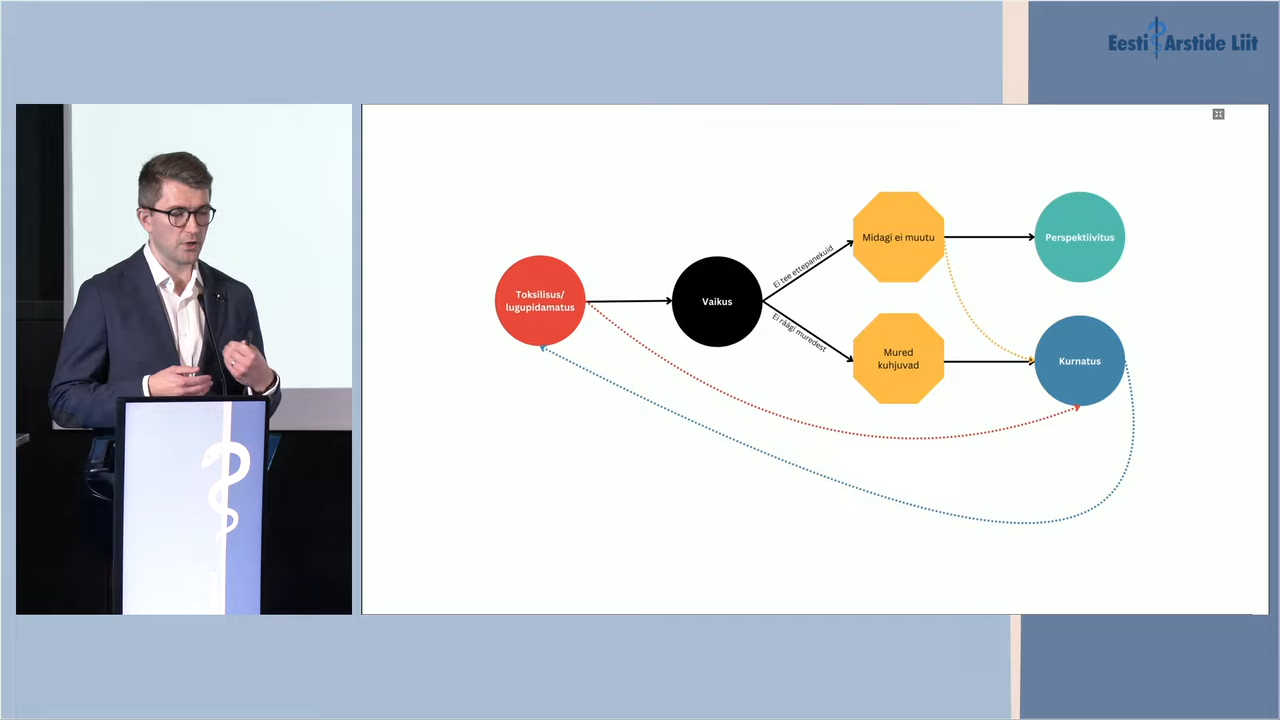 Eesti Arstide Liit
Toksilisus/
lugupidamatus
Vaikus
Ei tee ettepanekuid
Ei räägi muredest
Midagi ei muutu
Mured
kuhjuvad
Perspektiivitus
Kurnatus